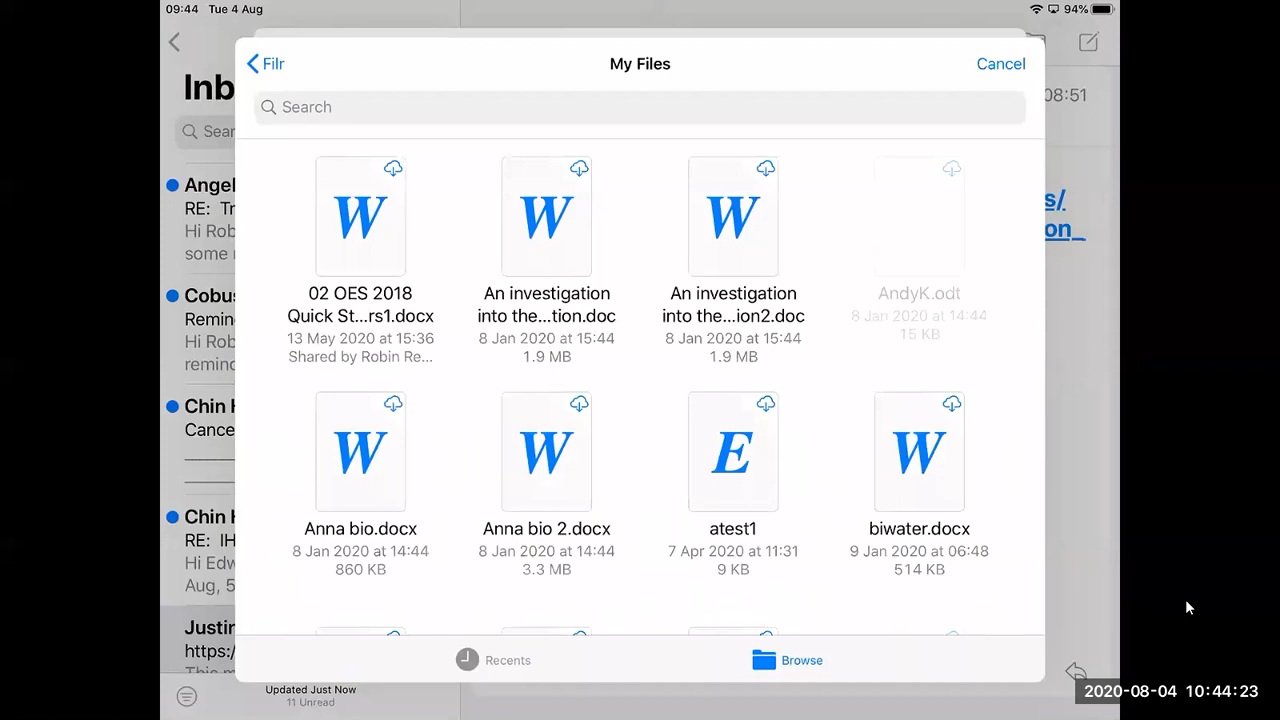 09:44 Tue 4 Aug
94%
Filr
My Files
Cancel
Search
Inb
Sear
08:51
s/
on_
Angel
RE: Tr
Hi Rob
some r
Cobus
Remin
Hi Rob
remind
Chin H
Cance
Chin H
RE: IH
Hi Edw
Aug, 5
Justin
https:/
W
02 OES 2018
Quick St...rs1.docx
13 May 2020 at 15:36
Shared by Robin Re...
W
An investigation
into the...tion.doc
8 Jan 2020 at 15:44
1.9 MB
W
An investigation
into the...ion2.doc
8 Jan 2020 at 15:44
1.9 MB
AndyK.odt
8 Jan 2020 at 14:44
15 KB
W
Anna bio.docx
8 Jan 2020 at 14:44
860 KB
W
Anna bio 2.docx
8 Jan 2020 at 14:44
3.3 MB
E
atest1
7 Apr 2020 at 11:31
9 KB
W
biwater.docx
9 Jan 2020 at 06:48
514 KB
Recents
Browse
Updated Just Now
11 Unread
2020-08-04 10:44:23